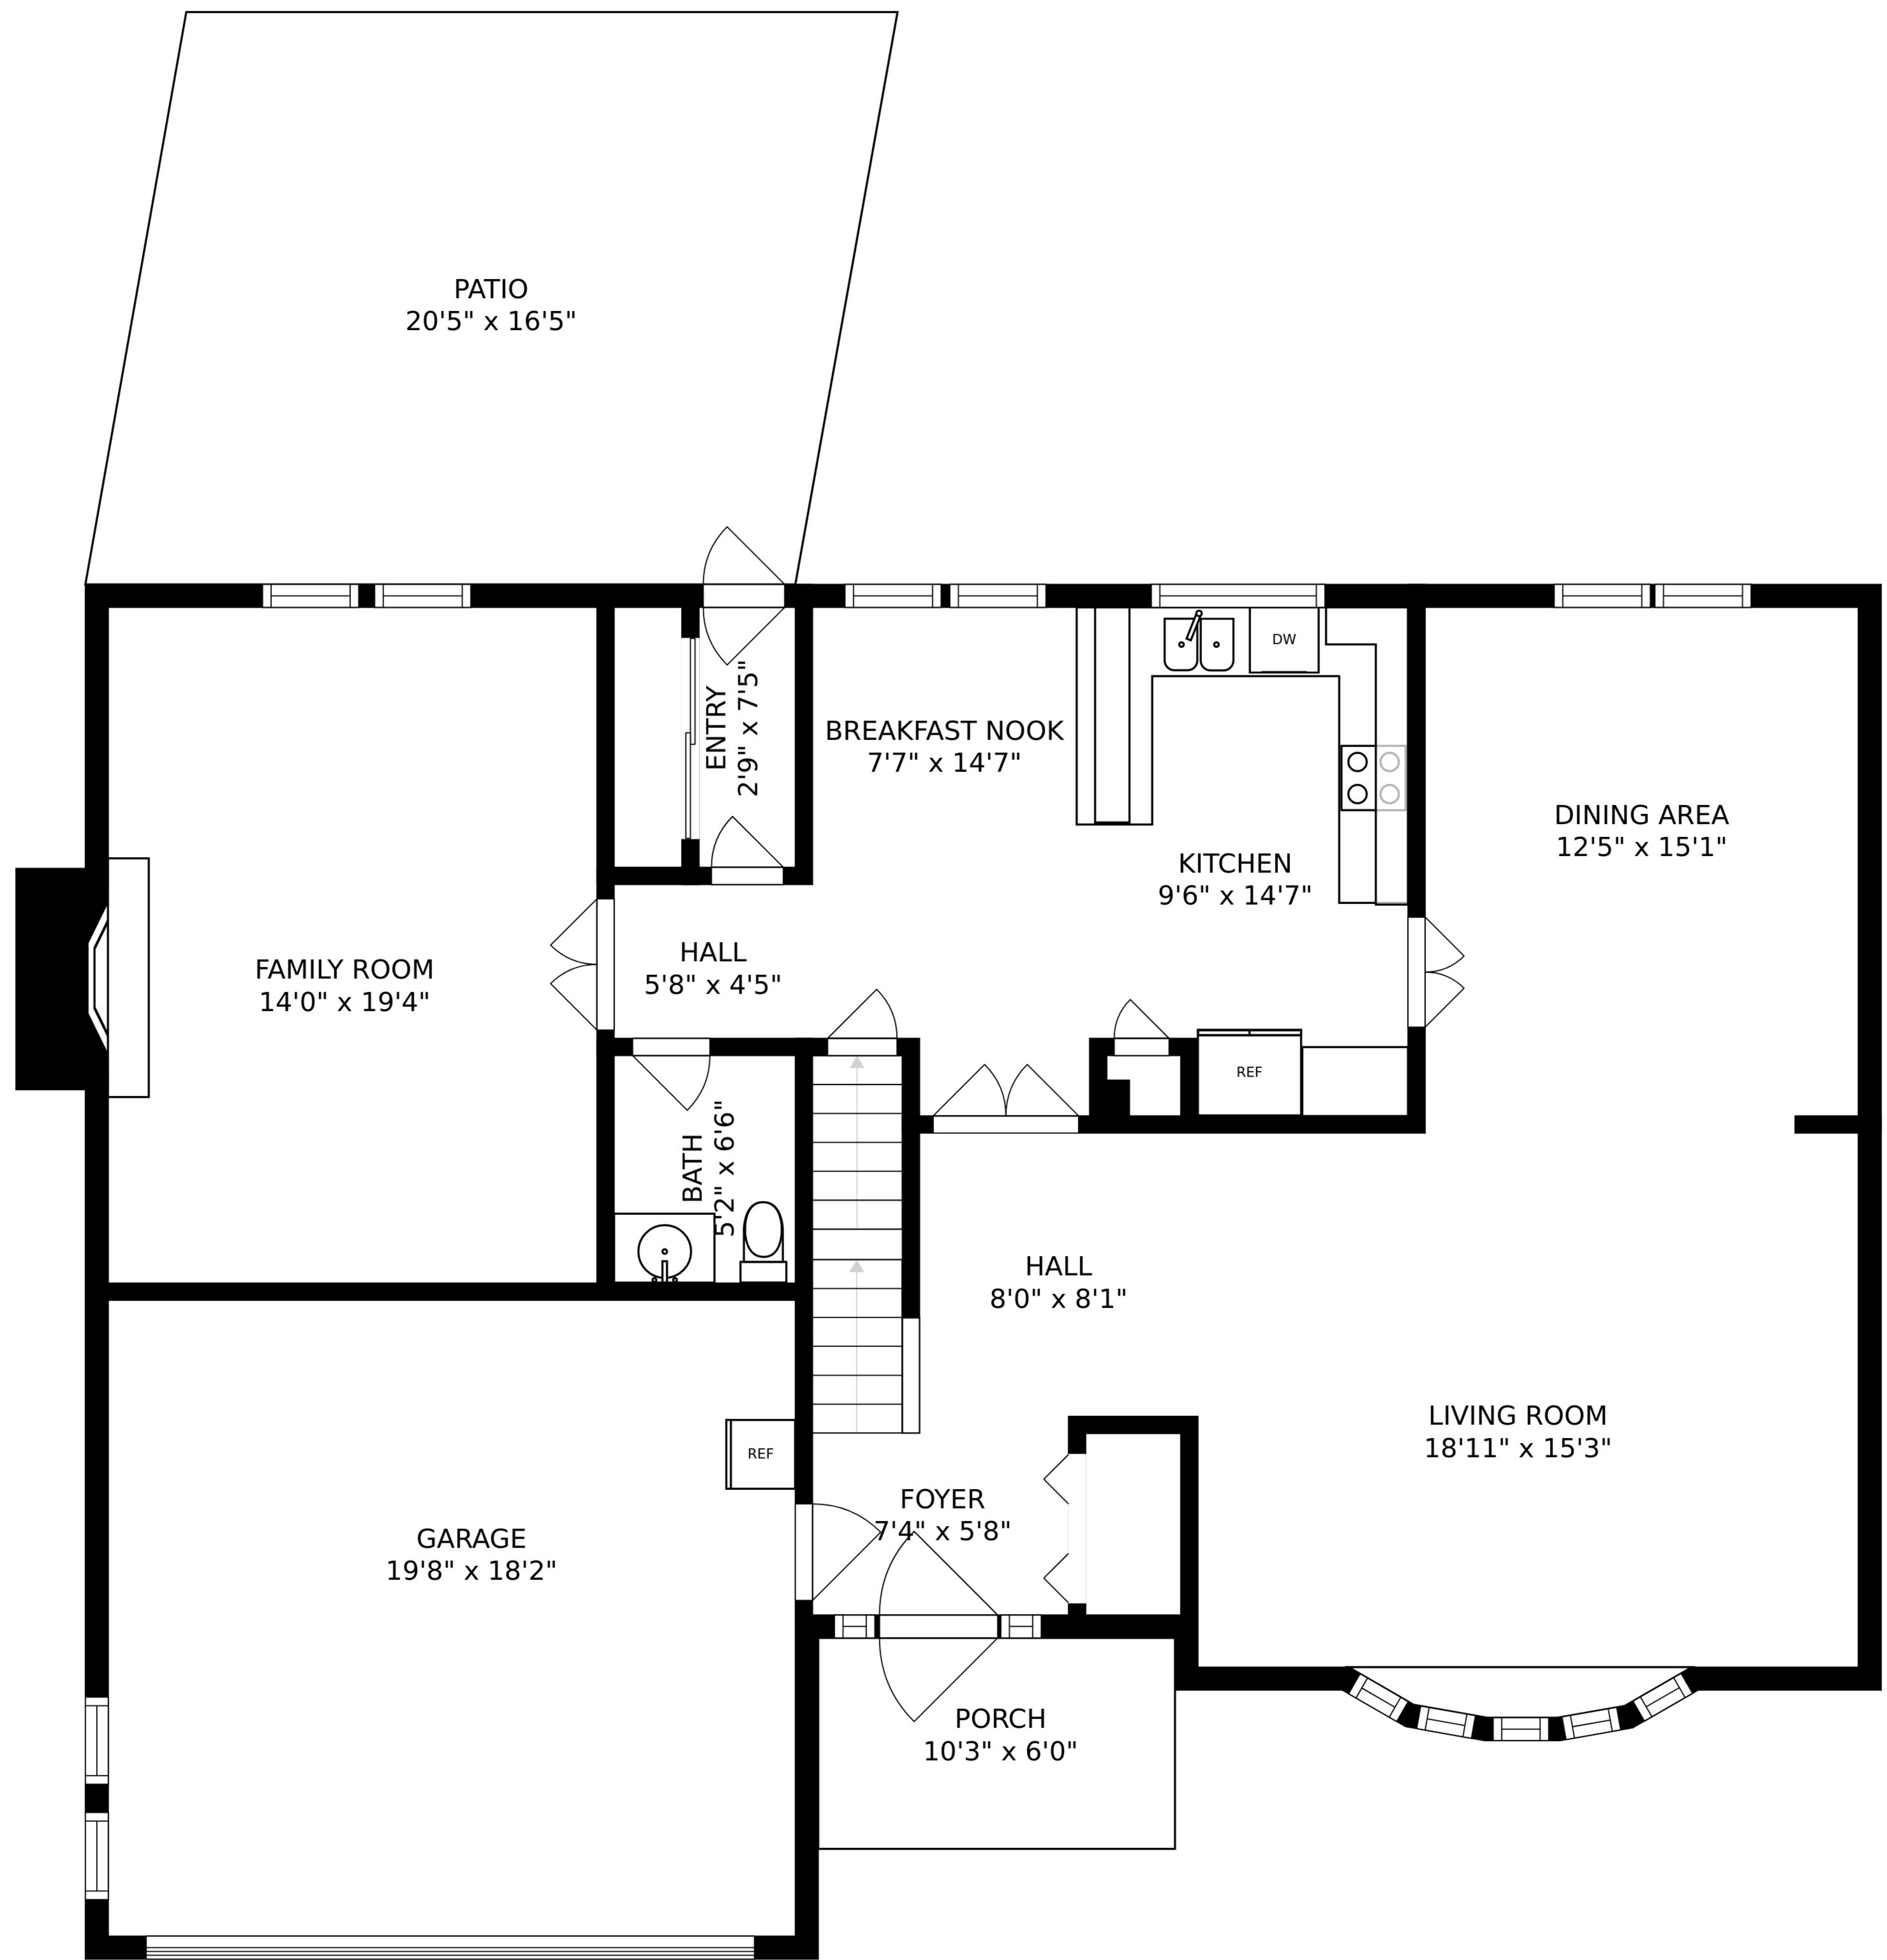 PATIO
20'5" x 16'5"
ENTRY
2'9" x 7'5"
BREAKFAST NOOK
7'7" x 14'7"
DW
KITCHEN
9'6" x 14'7"
DINING AREA
12'5" x 15'1"
FAMILY ROOM
14'0" x 19'4"
HALL
5'8" x 4'5"
REF
BATH
5'2" x 6'6"
HALL
8'0" x 8'1"
LIVING ROOM
18'11" x 15'3"
REF
FOYER
7'4" x 5'8"
GARAGE
19'8" x 18'2"
PORCH
10'3" x 6'0"